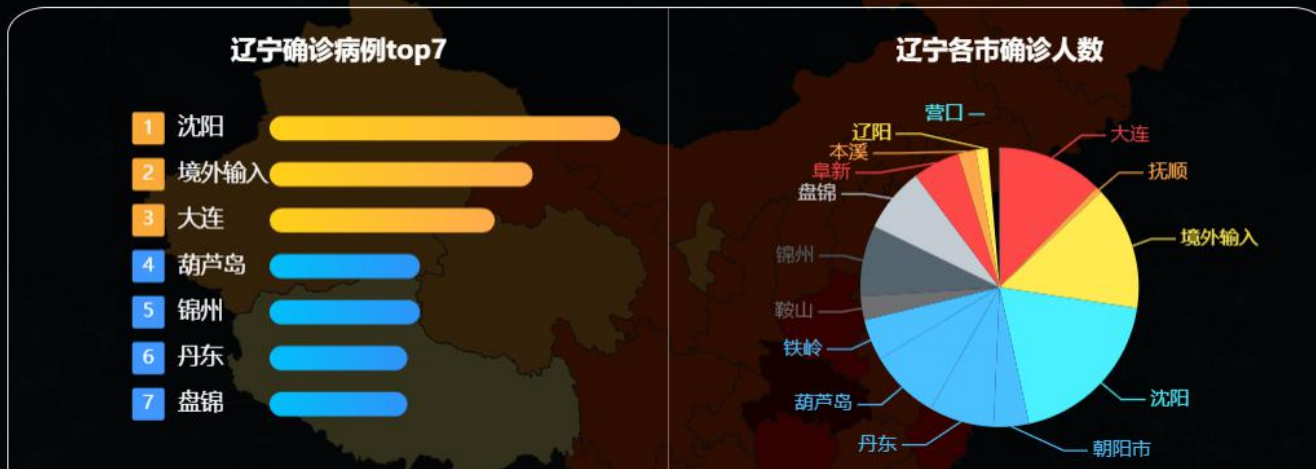 辽宁确诊病例top7
1 沈阳
2 境外输入
3 大连
4 葫芦岛
5 锦州
6 丹东
7 盘锦
辽宁各市确诊人数
营口
辽阳
本溪
阜新
盘锦
锦州
鞍山
铁岭
葫芦岛
丹东
大连
抚顺
境外输入
沈阳
朝阳市